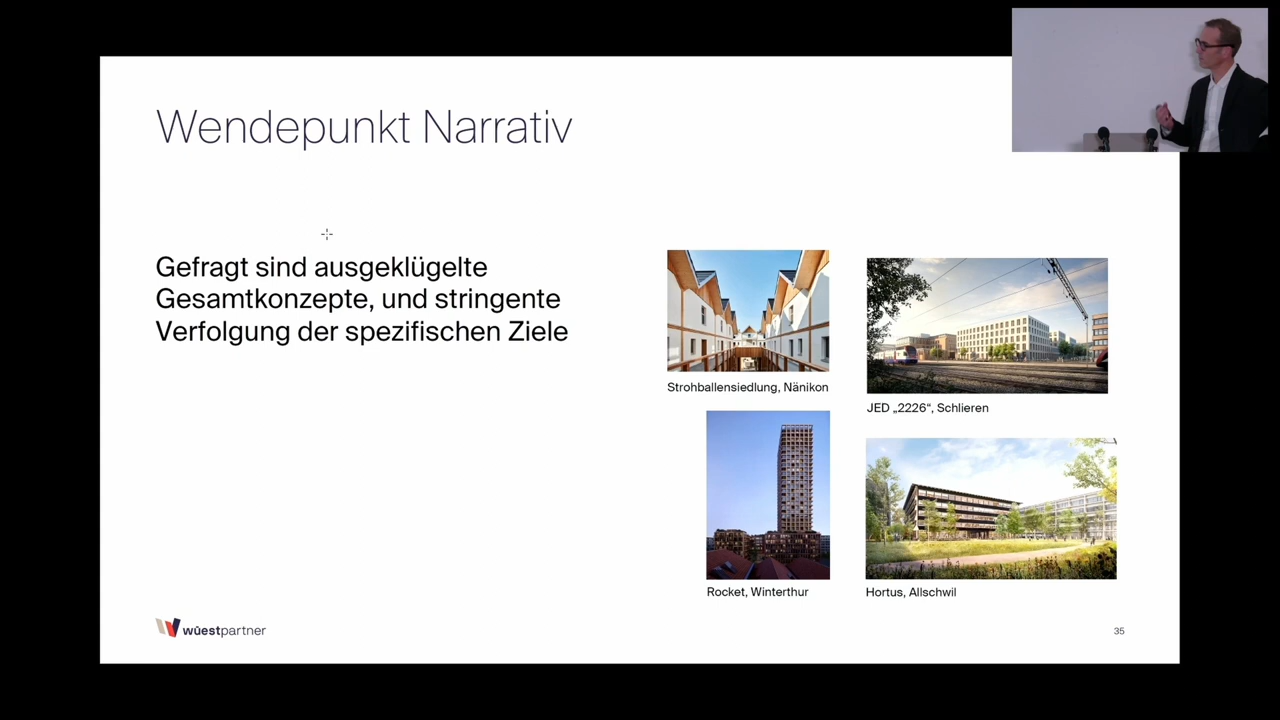 Wendepunkt Narrativ
Gefragt sind ausgeklügelte
Gesamtkonzepte, und stringente
Verfolgung der spezifischen Ziele
Strohballensiedlung, Nänikon
JED „2226“, Schlieren
Rocket, Winterthur
Hortus, Allschwil
wüestpartner
35